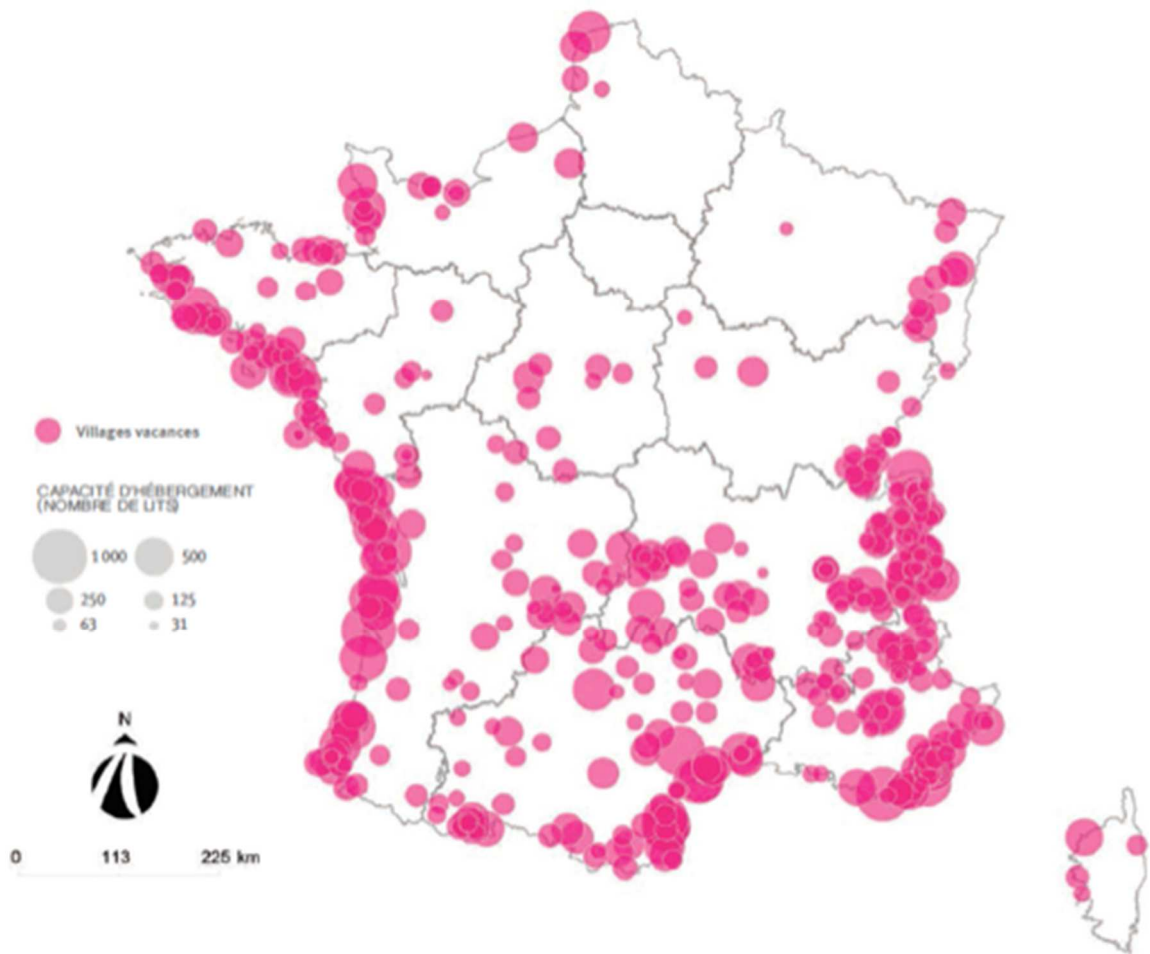 Villages vacances
CAPACITÉ D'HÉBERGEMENT
(NOMBRE DE LITS)
1 000 500
250 125
63 31
N
0 113 225 km